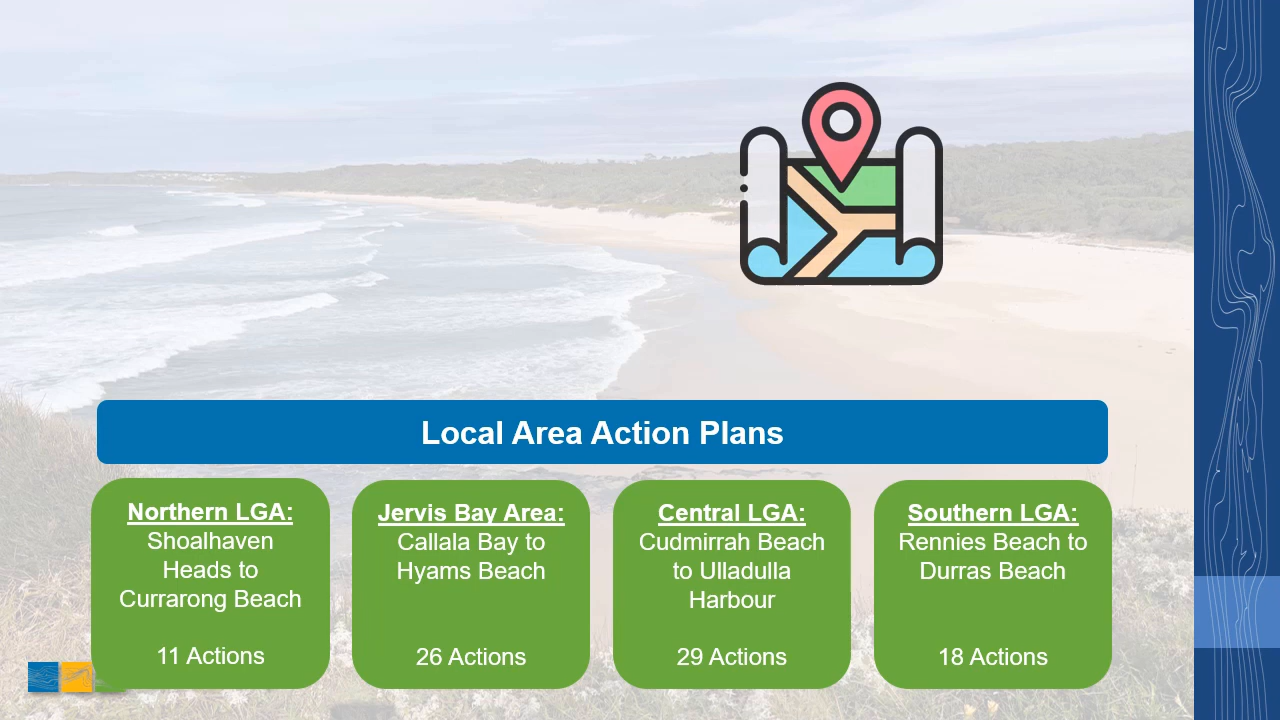 Local Area Action Plans
Northern LGA:
Shoalhaven
Heads to
Currarong Beach
11 Actions
Jervis Bay Area:
Callala Bay to
Hyams Beach
26 Actions
Central LGA:
Cudmirrah Beach
to Ulladulla
Harbour
29 Actions
Southern LGA:
Rennies Beach to
Durras Beach
18 Actions